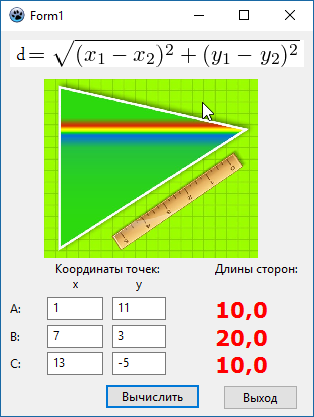 Form1
d = √(x₁ − x₂)² + (y₁ − y₂)²
Координаты точек: Длины сторон:
x y
A: 1 11 10,0
B: 7 3 20,0
C: 13 -5 10,0
Вычислить Выход